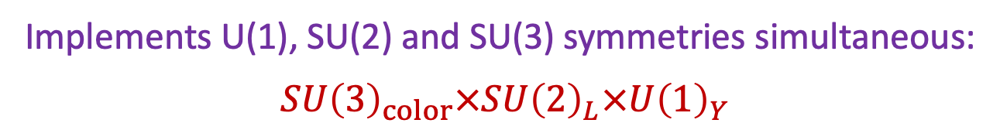 Implements U(1), SU(2) and SU(3) symmetries simultaneous:
SU(3)color×SU(2)L×U(1)Y